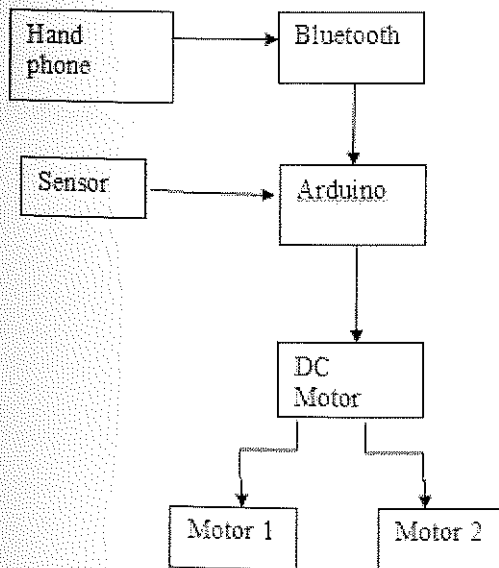 Hand
phone
Bluetooth
Sensor
Arduino
DC
Motor
Motor 1
Motor 2